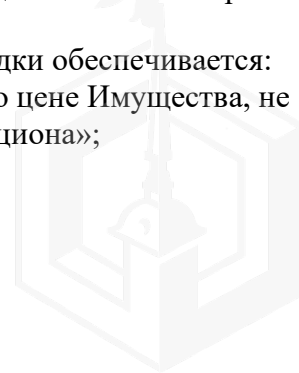 дки обеспечивается:
о цене Имущества, не
циона»;